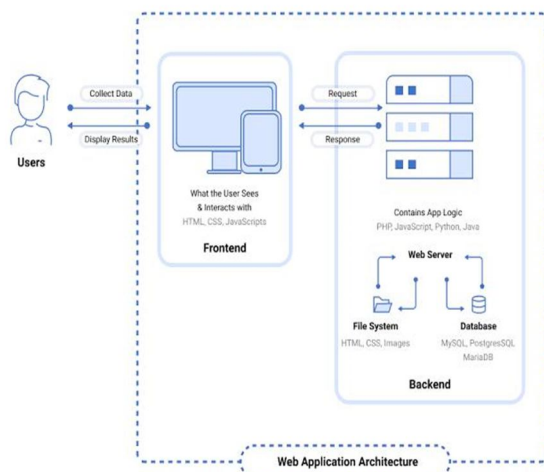 Collect Data
Display Results
Users
What the User Sees
& Interacts with
HTML, CSS, JavaScripts
Frontend
Request
Response
Contains App Logic
PHP, JavaScript, Python, Java
Web Server
File System
HTML, CSS, Images
Database
MySQL, PostgresSQL
MariaDB
Backend
Web Application Architecture